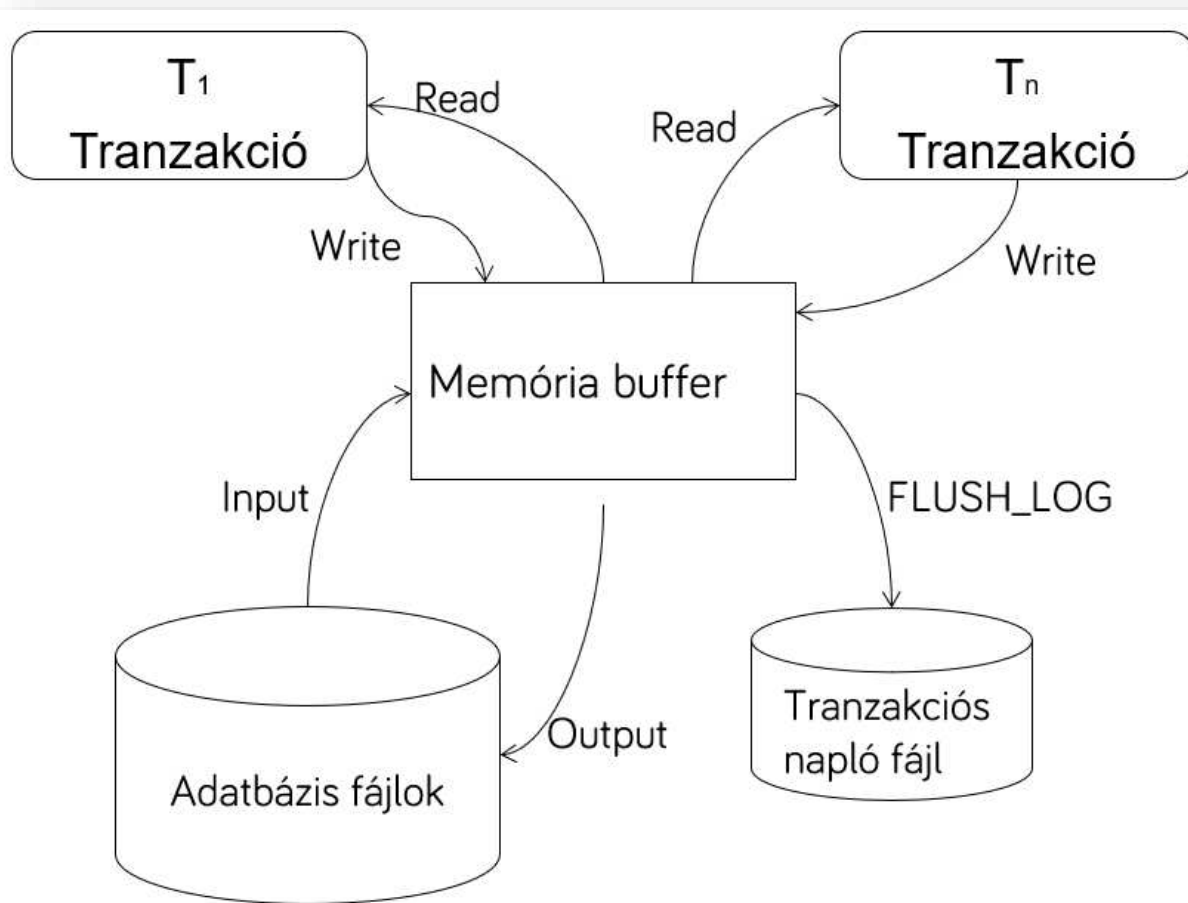 T₁
Tranzakció
Read
Write
Read
Tₙ
Tranzakció
Write
Memória buffer
Input
FLUSH_LOG
Output
Adatbázis fájlok
Tranzakciós
napló fájl